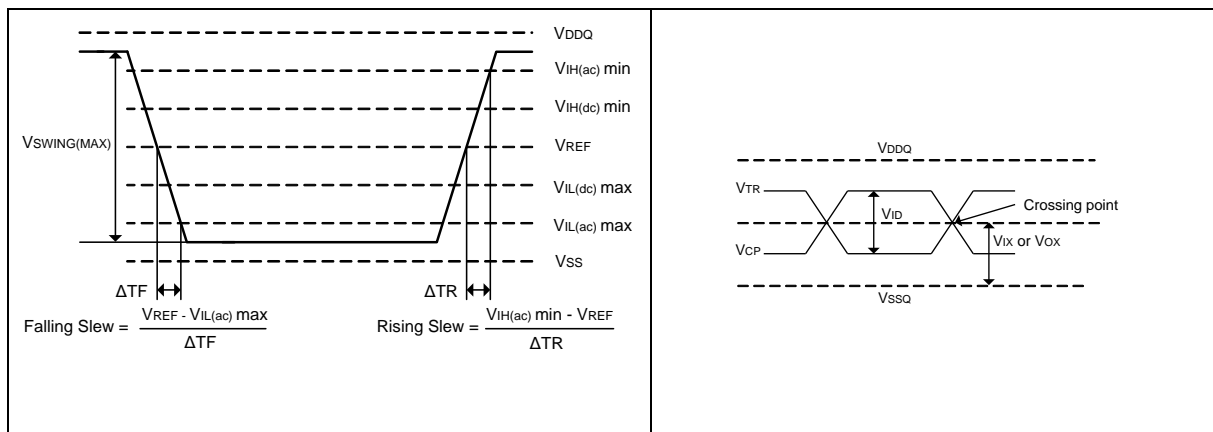 VDDQ
VIH(ac) min
VIH(dc) min
VSWING(MAX)
VREF
VIL(dc) max
VIL(ac) max
VSS
ΔTF
ΔTR
Falling Slew = VREF - VIL(ac) max
ΔTF
Rising Slew = VIH(ac) min - VREF
ΔTR
VDDQ
VTR
VID
Crossing point
VCP
VIX or VOX
VSSQ